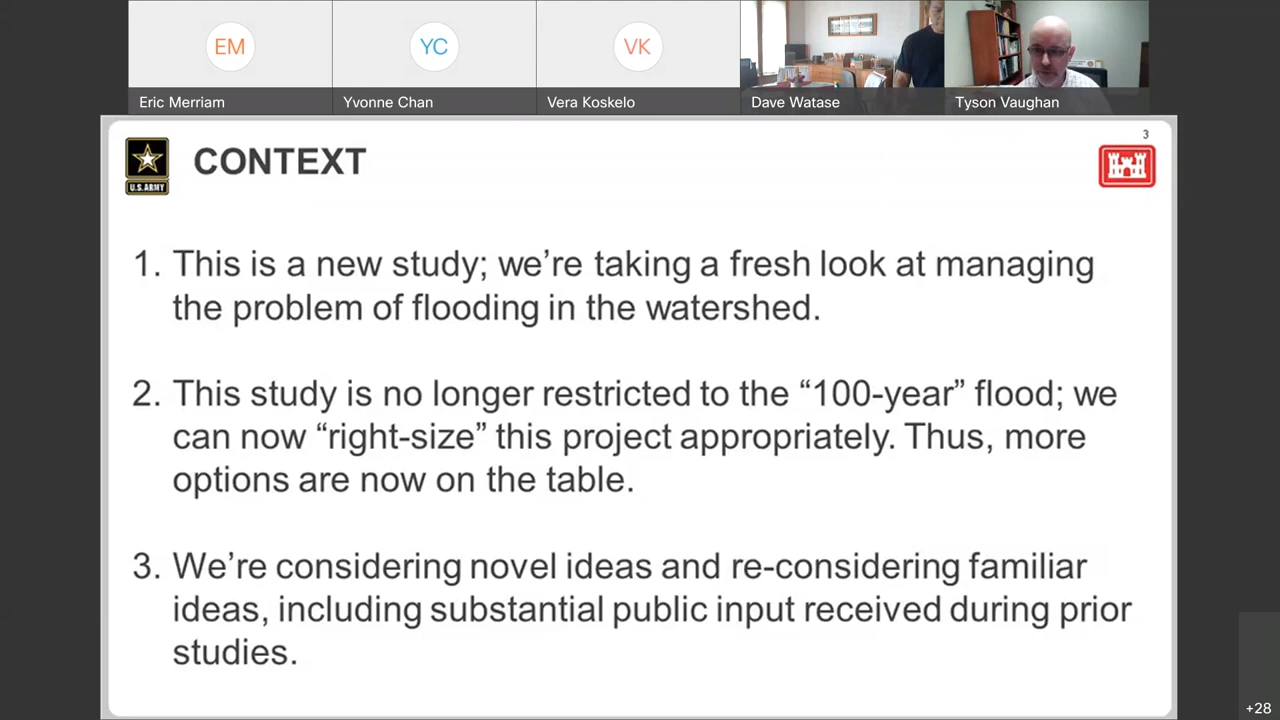 EM
YC
VK
Eric Merriam
Yvonne Chan
Vera Koskelo
Dave Watase
Tyson Vaughan
3
U.S.ARMY
CONTEXT
1. This is a new study; we’re taking a fresh look at managing
the problem of flooding in the watershed.
2. This study is no longer restricted to the “100-year” flood; we
can now “right-size” this project appropriately. Thus, more
options are now on the table.
3. We’re considering novel ideas and re-considering familiar
ideas, including substantial public input received during prior
studies.
+28